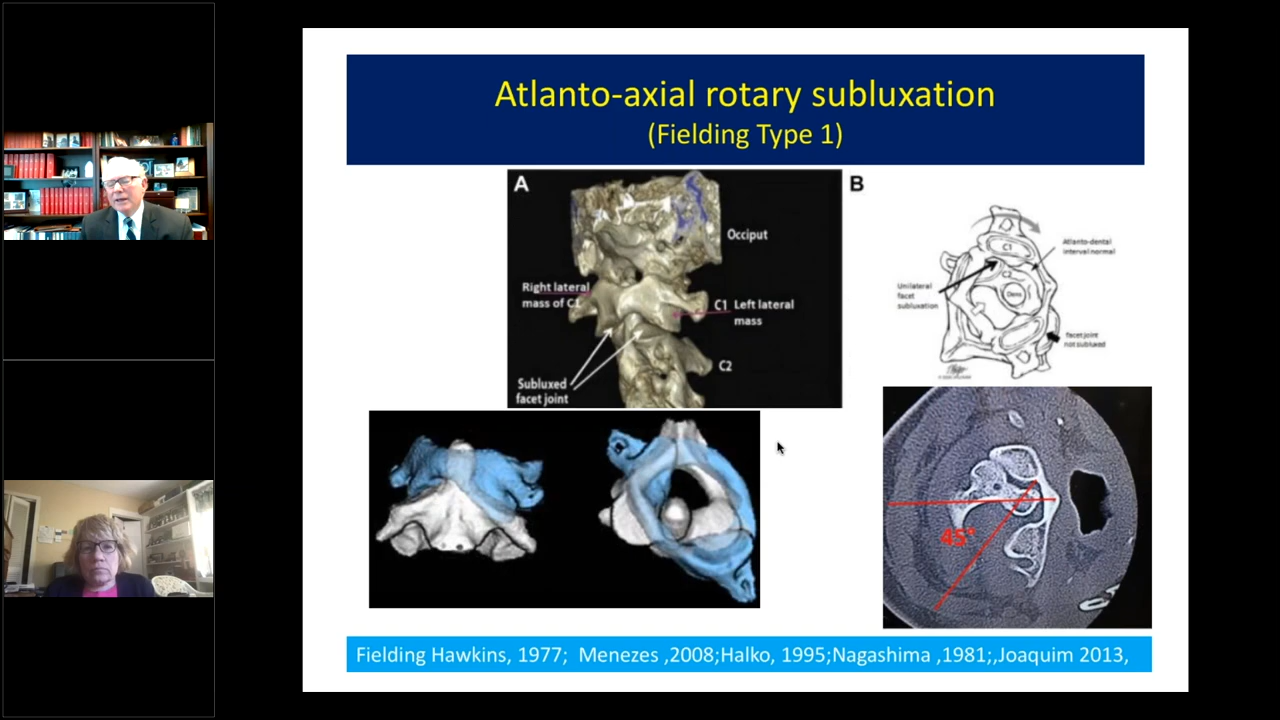 Atlanto-axial rotary subluxation
(Fielding Type 1)
A
Occiput
Right lateral
mass of C1
C1 Left lateral
mass
C2
Subluxed
facet joint
B
C1
Atlanto-dental
interval normal
Unilateral
facet
subluxation
Dens
facet joint
not subluxed
45°
Fielding Hawkins, 1977; Menezes ,2008;Halko, 1995;Nagashima ,1981;,Joaquim 2013,